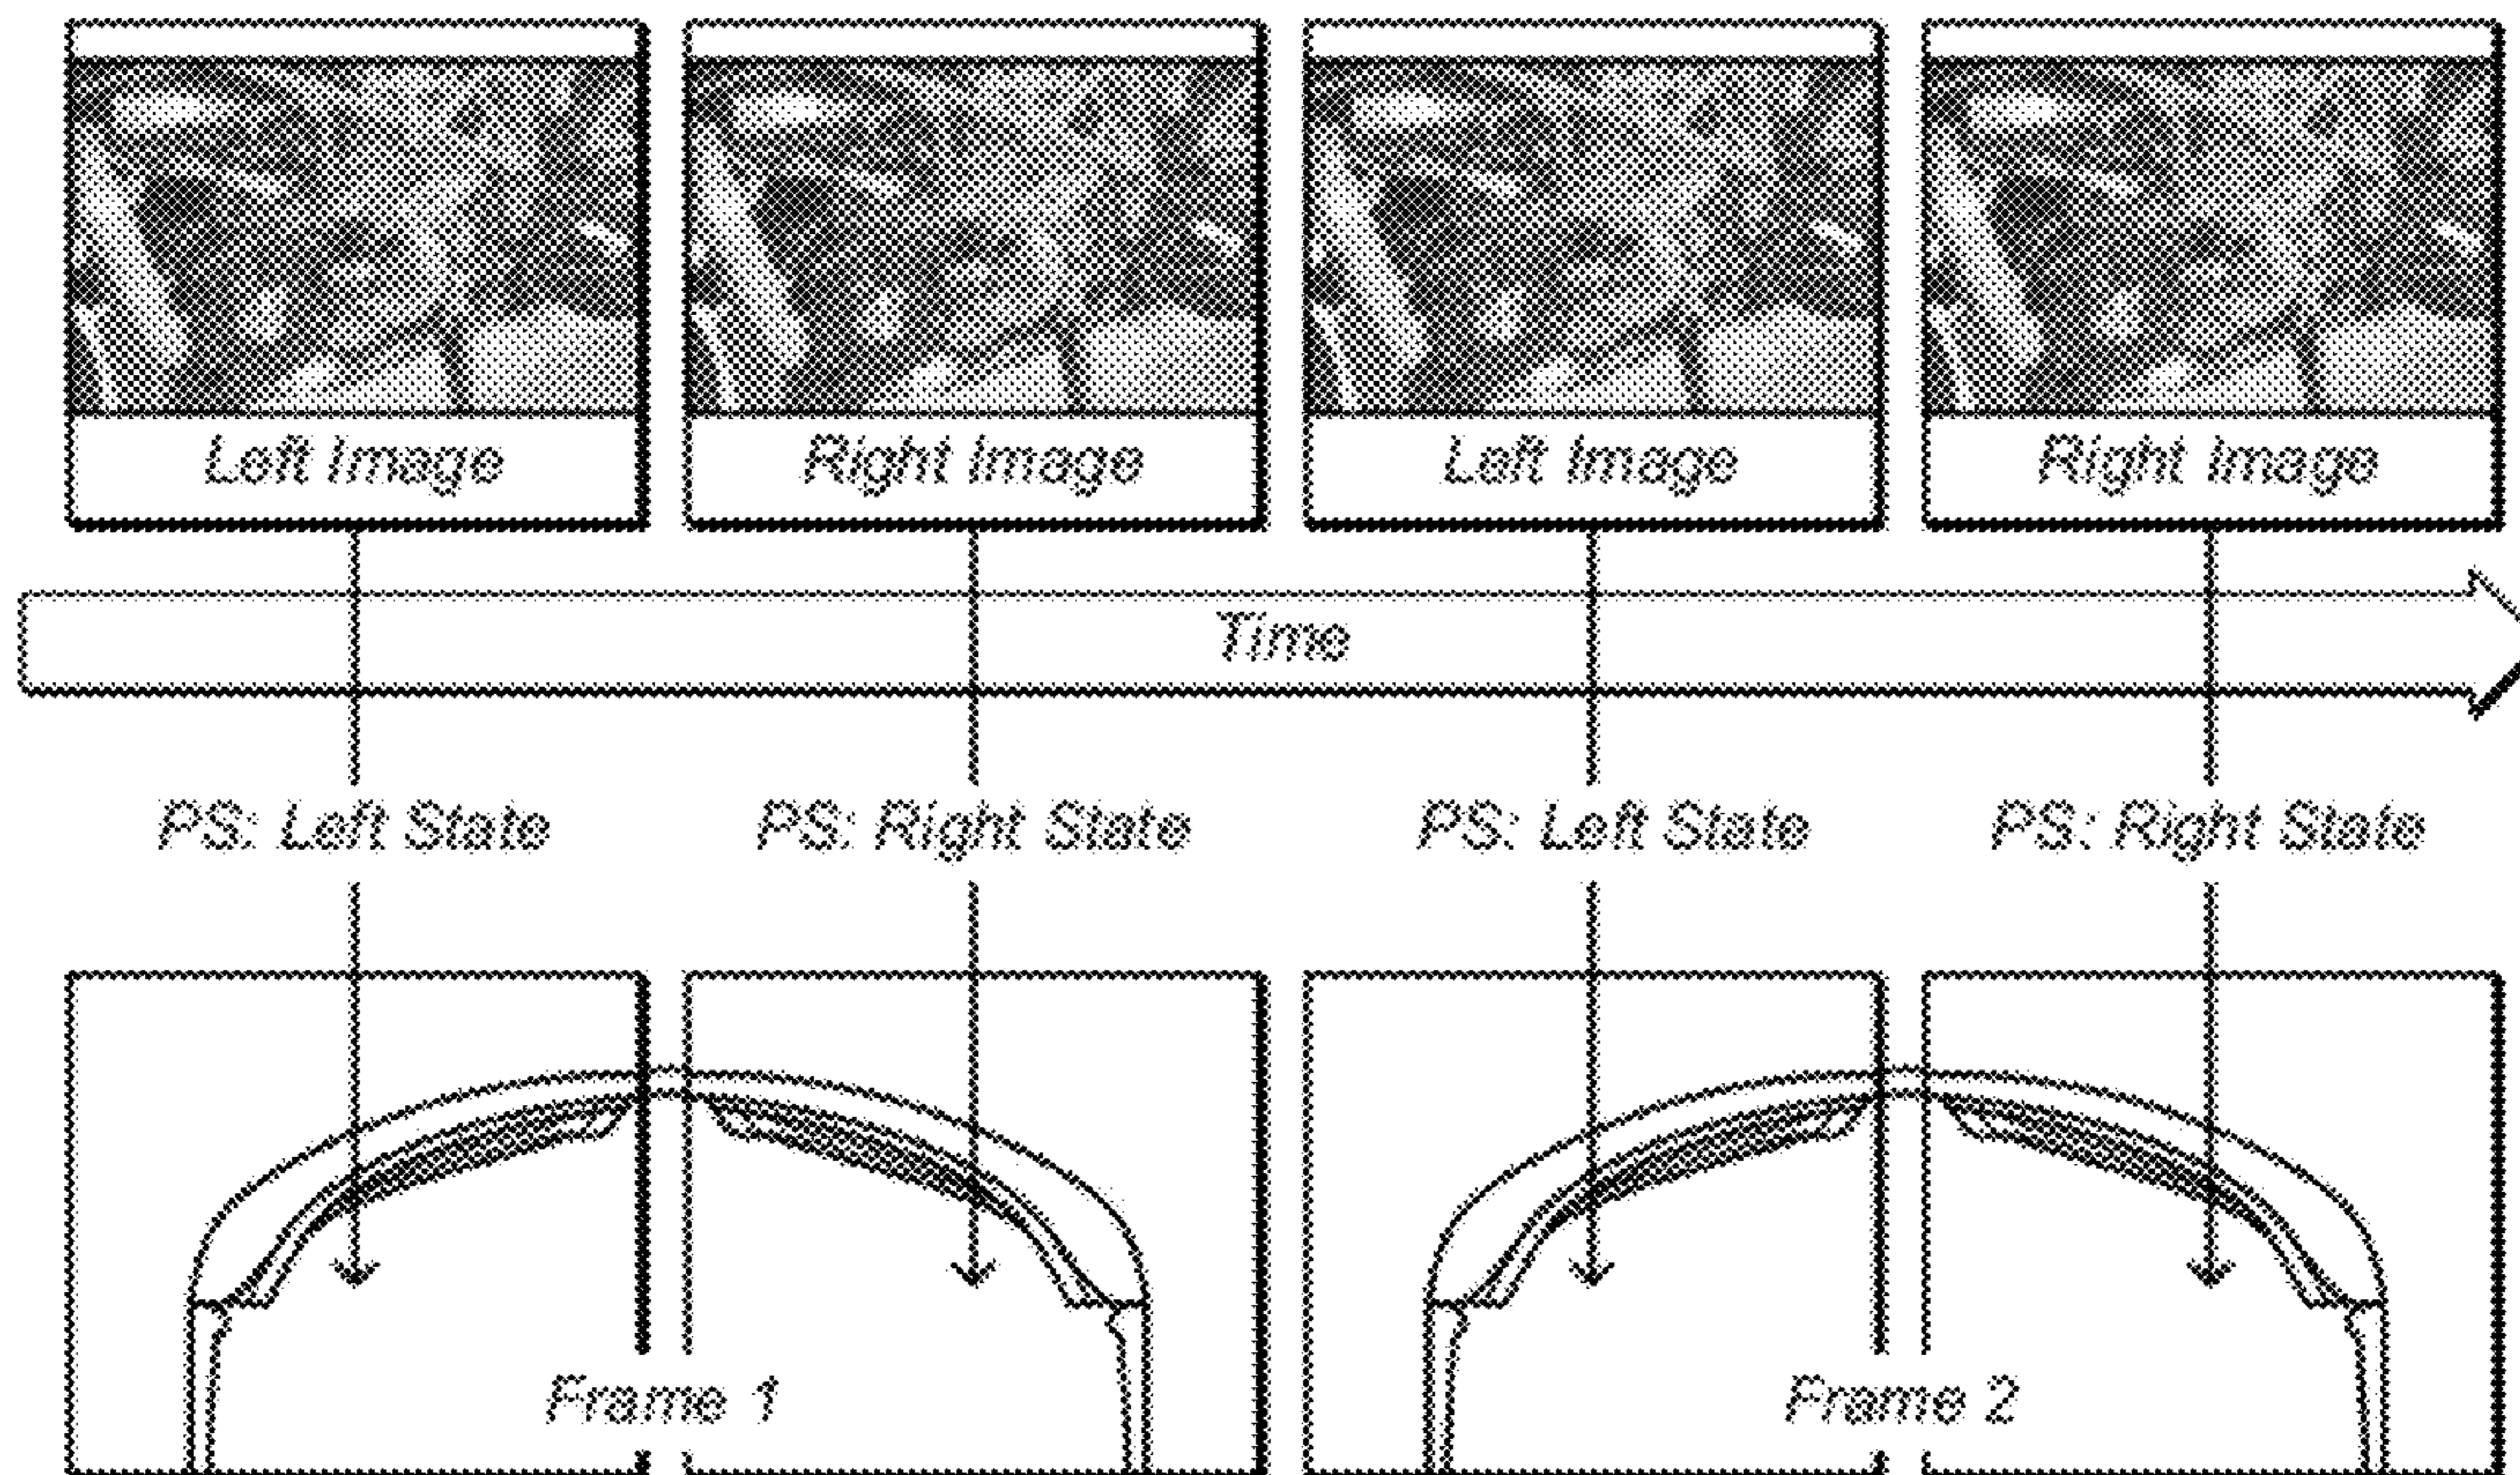 Left Image
Right Image
Left Image
Right Image
Time
PS: Left State
PS: Right State
PS: Left State
PS: Right State
Frame 1
Frame 2